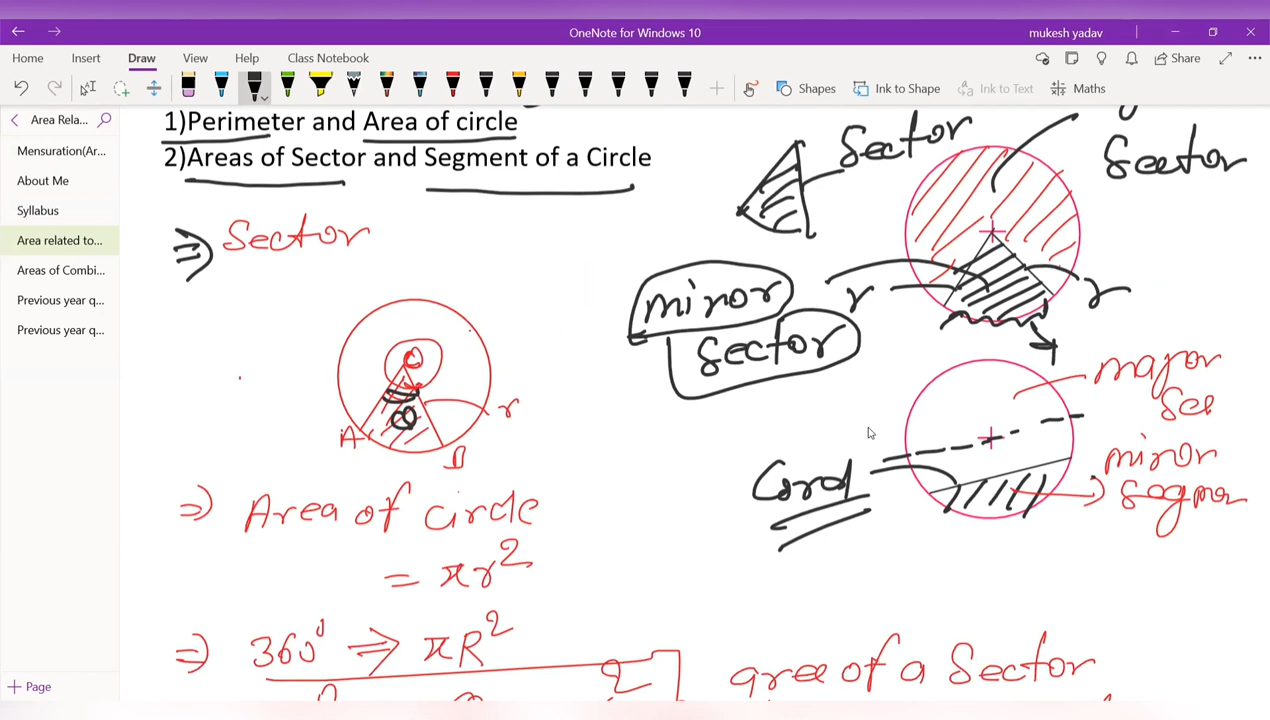 OneNote for Windows 10
mukesh yadav
Home
Insert
Draw
View
Help
Class Notebook
Share
Shapes
Ink to Shape
Ink to Text
Maths
Area Rela...
Mensuration(Ar...
About Me
Syllabus
Area related to...
Areas of Combi...
Previous year q...
Previous year q...
Page
1)Perimeter and Area of circle
2)Areas of Sector and Segment of a Circle
Sector
Sector
⇒ Sector
minor
sector
r
r
O
θ
A
B
r
major
Se
minor
segmen
Cord
⇒ Area of circle
= πr²
⇒ 360° ⇒ πR²
area of a Sector